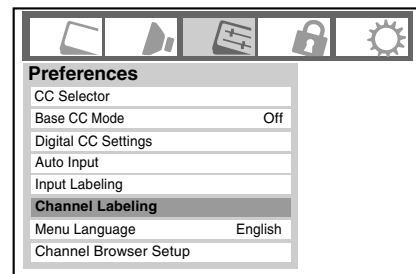 Preferences
CC Selector
Base CC Mode Off
Digital CC Settings
Auto Input
Input Labeling
Channel Labeling
Menu Language English
Channel Browser Setup